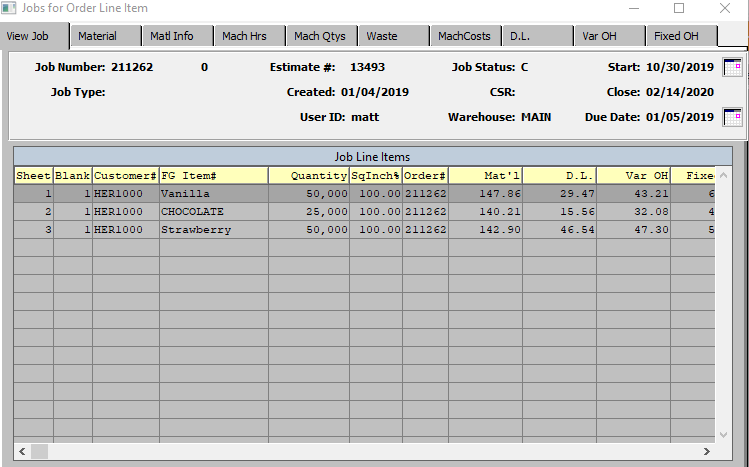 Jobs for Order Line Item
View Job Material Matl Info Mach Hrs Mach Qtys Waste MachCosts D.L. Var OH Fixed OH
Job Number: 211262 0 Estimate #: 13493 Job Status: C Start: 10/30/2019
Job Type: Created: 01/04/2019 CSR: Close: 02/14/2020
User ID: matt Warehouse: MAIN Due Date: 01/05/2019
Job Line Items
Sheet Blank Customer# FG Item# Quantity SqInch% Order# Mat'l D.L. Var OH Fixe
1 1 HER1000 Vanilla 50,000 100.00 211262 147.86 29.47 43.21 6
2 1 HER1000 CHOCOLATE 25,000 100.00 211262 140.21 15.56 32.08 4
3 1 HER1000 Strawberry 50,000 100.00 211262 142.90 46.54 47.30 5